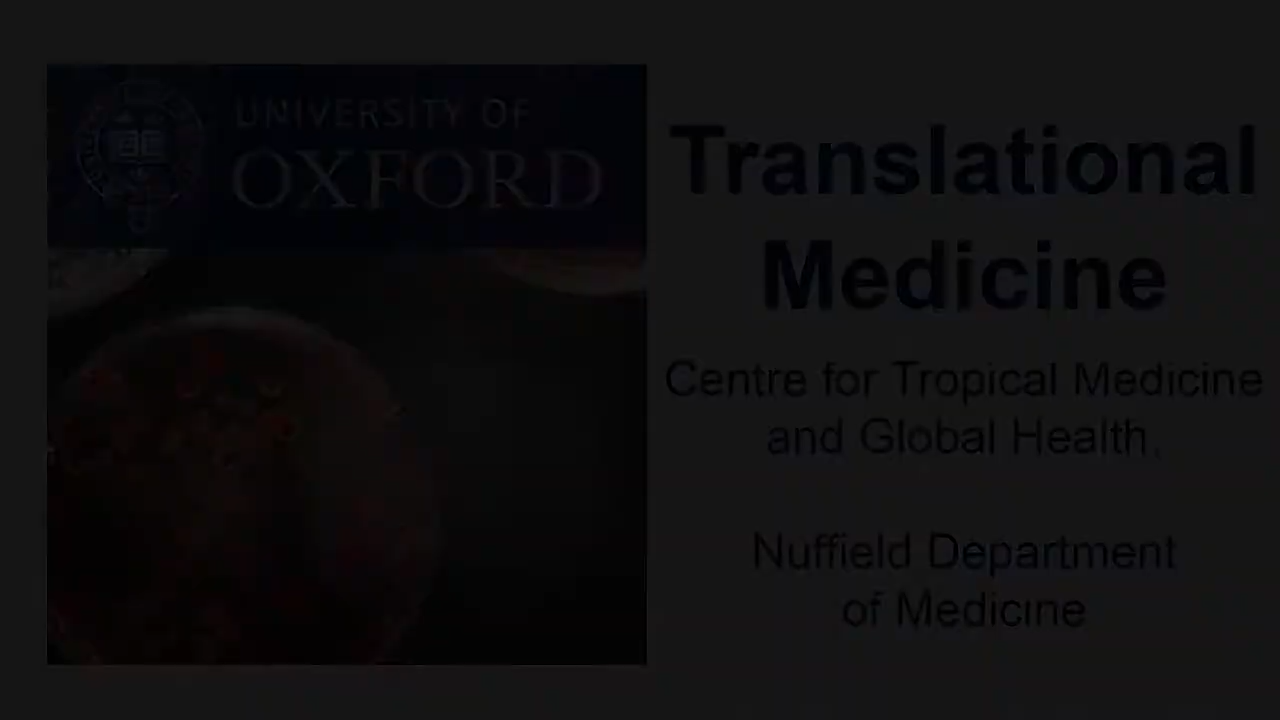 UNIVERSITY OF
OXFORD
Translational
Medicine
Centre for Tropical Medicine
and Global Health
Nuffield Department
of Medicine